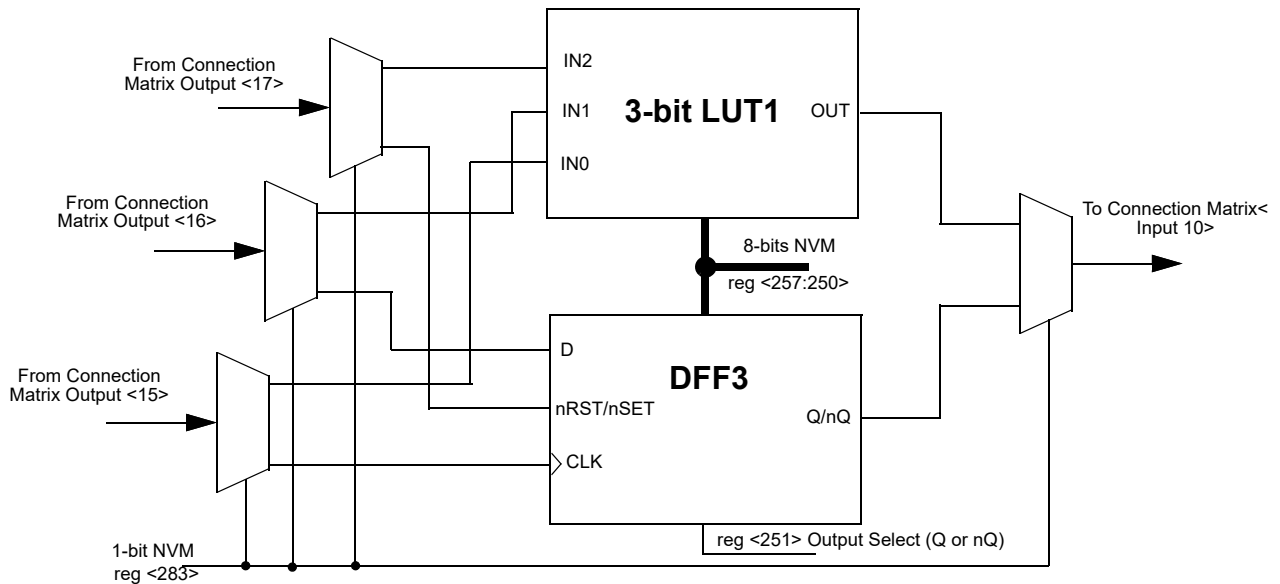 From Connection
Matrix Output <17>
IN2
IN1
IN0
3-bit LUT1
OUT
From Connection
Matrix Output <16>
To Connection Matrix<
Input 10>
8-bits NVM
reg <257:250>
From Connection
Matrix Output <15>
D
nRST/nSET
CLK
DFF3
Q/nQ
reg <251> Output Select (Q or nQ)
1-bit NVM
reg <283>